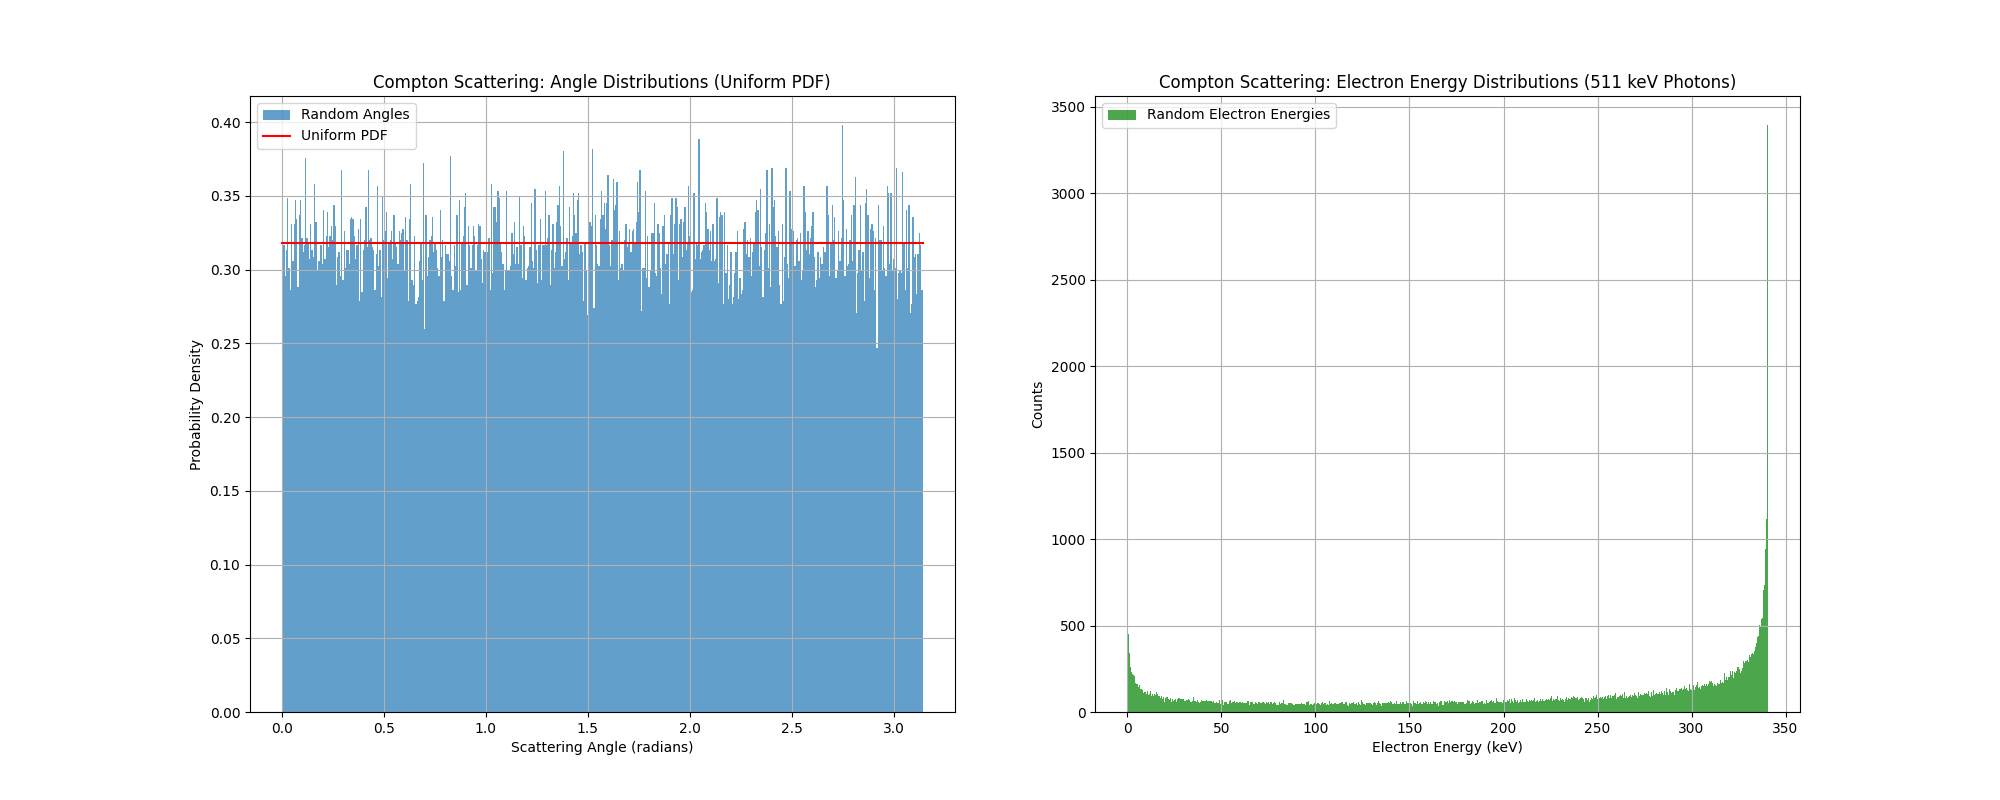 Compton Scattering: Angle Distributions (Uniform PDF)
Random Angles
Uniform PDF
0.40
0.35
0.30
0.25
0.20
0.15
0.10
0.05
0.00
Probability Density
0.0 0.5 1.0 1.5 2.0 2.5 3.0
Scattering Angle (radians)
Compton Scattering: Electron Energy Distributions (511 keV Photons)
Random Electron Energies
3500
3000
2500
2000
1500
1000
500
0
Counts
0 50 100 150 200 250 300 350
Electron Energy (keV)